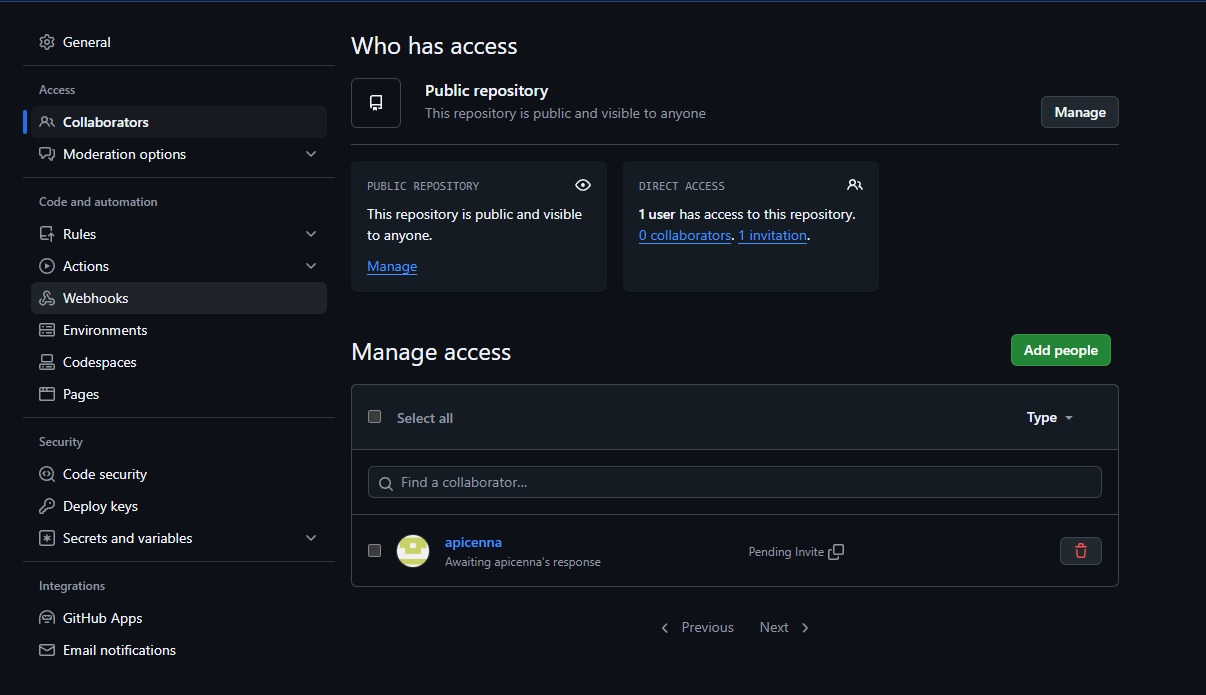 General
Access
Collaborators
Moderation options
Code and automation
Rules
Actions
Webhooks
Environments
Codespaces
Pages
Security
Code security
Deploy keys
Secrets and variables
Integrations
GitHub Apps
Email notifications
Who has access
Public repository
This repository is public and visible to anyone
Manage
PUBLIC REPOSITORY
This repository is public and visible
to anyone.
Manage
DIRECT ACCESS
1 user has access to this repository.
0 collaborators. 1 invitation.
Manage access
Add people
Select all
Type
Find a collaborator...
apicenna
Awaiting apicenna's response
Pending Invite
Previous
Next